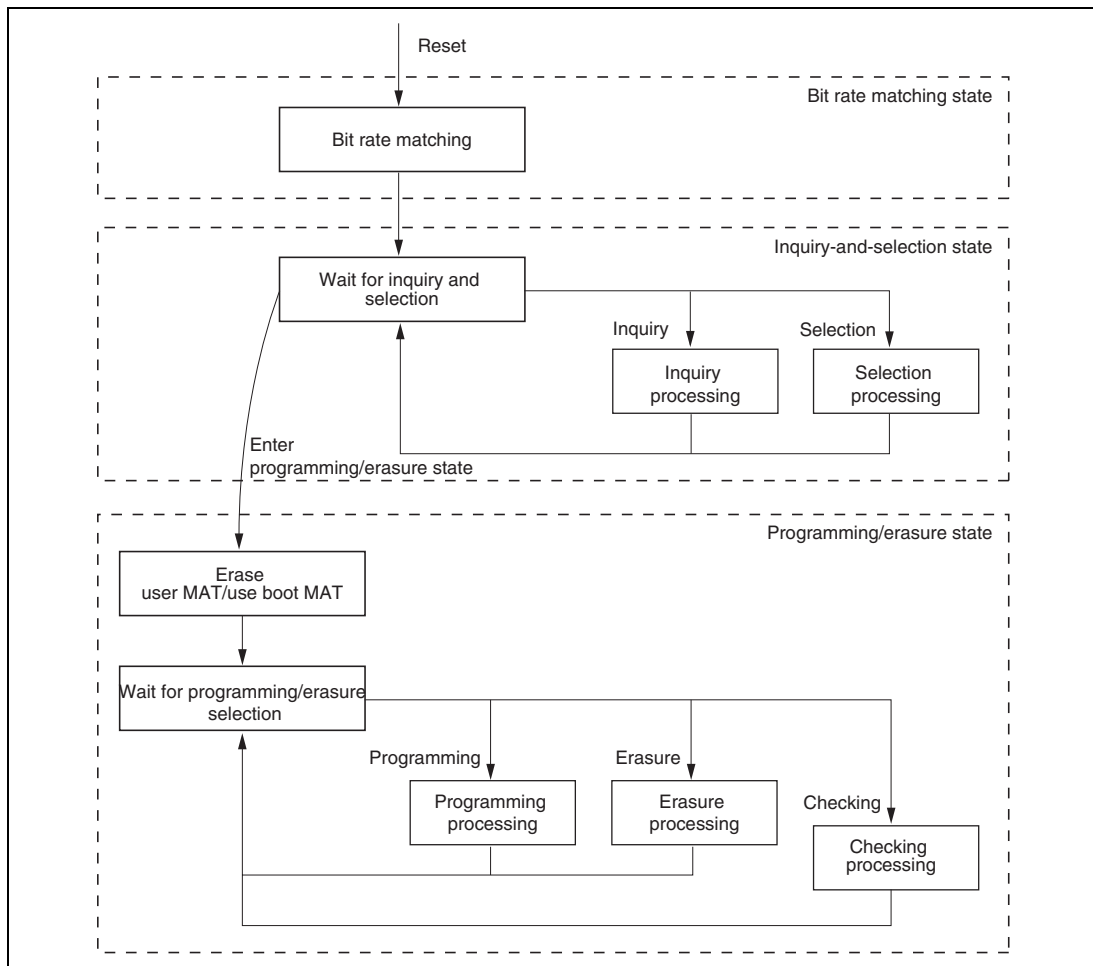 Reset
Bit rate matching state
Bit rate matching
Inquiry-and-selection state
Wait for inquiry and
selection
Inquiry
Selection
Inquiry
processing
Selection
processing
Enter
programming/erasure state
Programming/erasure state
Erase
user MAT/use boot MAT
Wait for programming/erasure
selection
Programming
Erasure
Checking
Programming
processing
Erasure
processing
Checking
processing